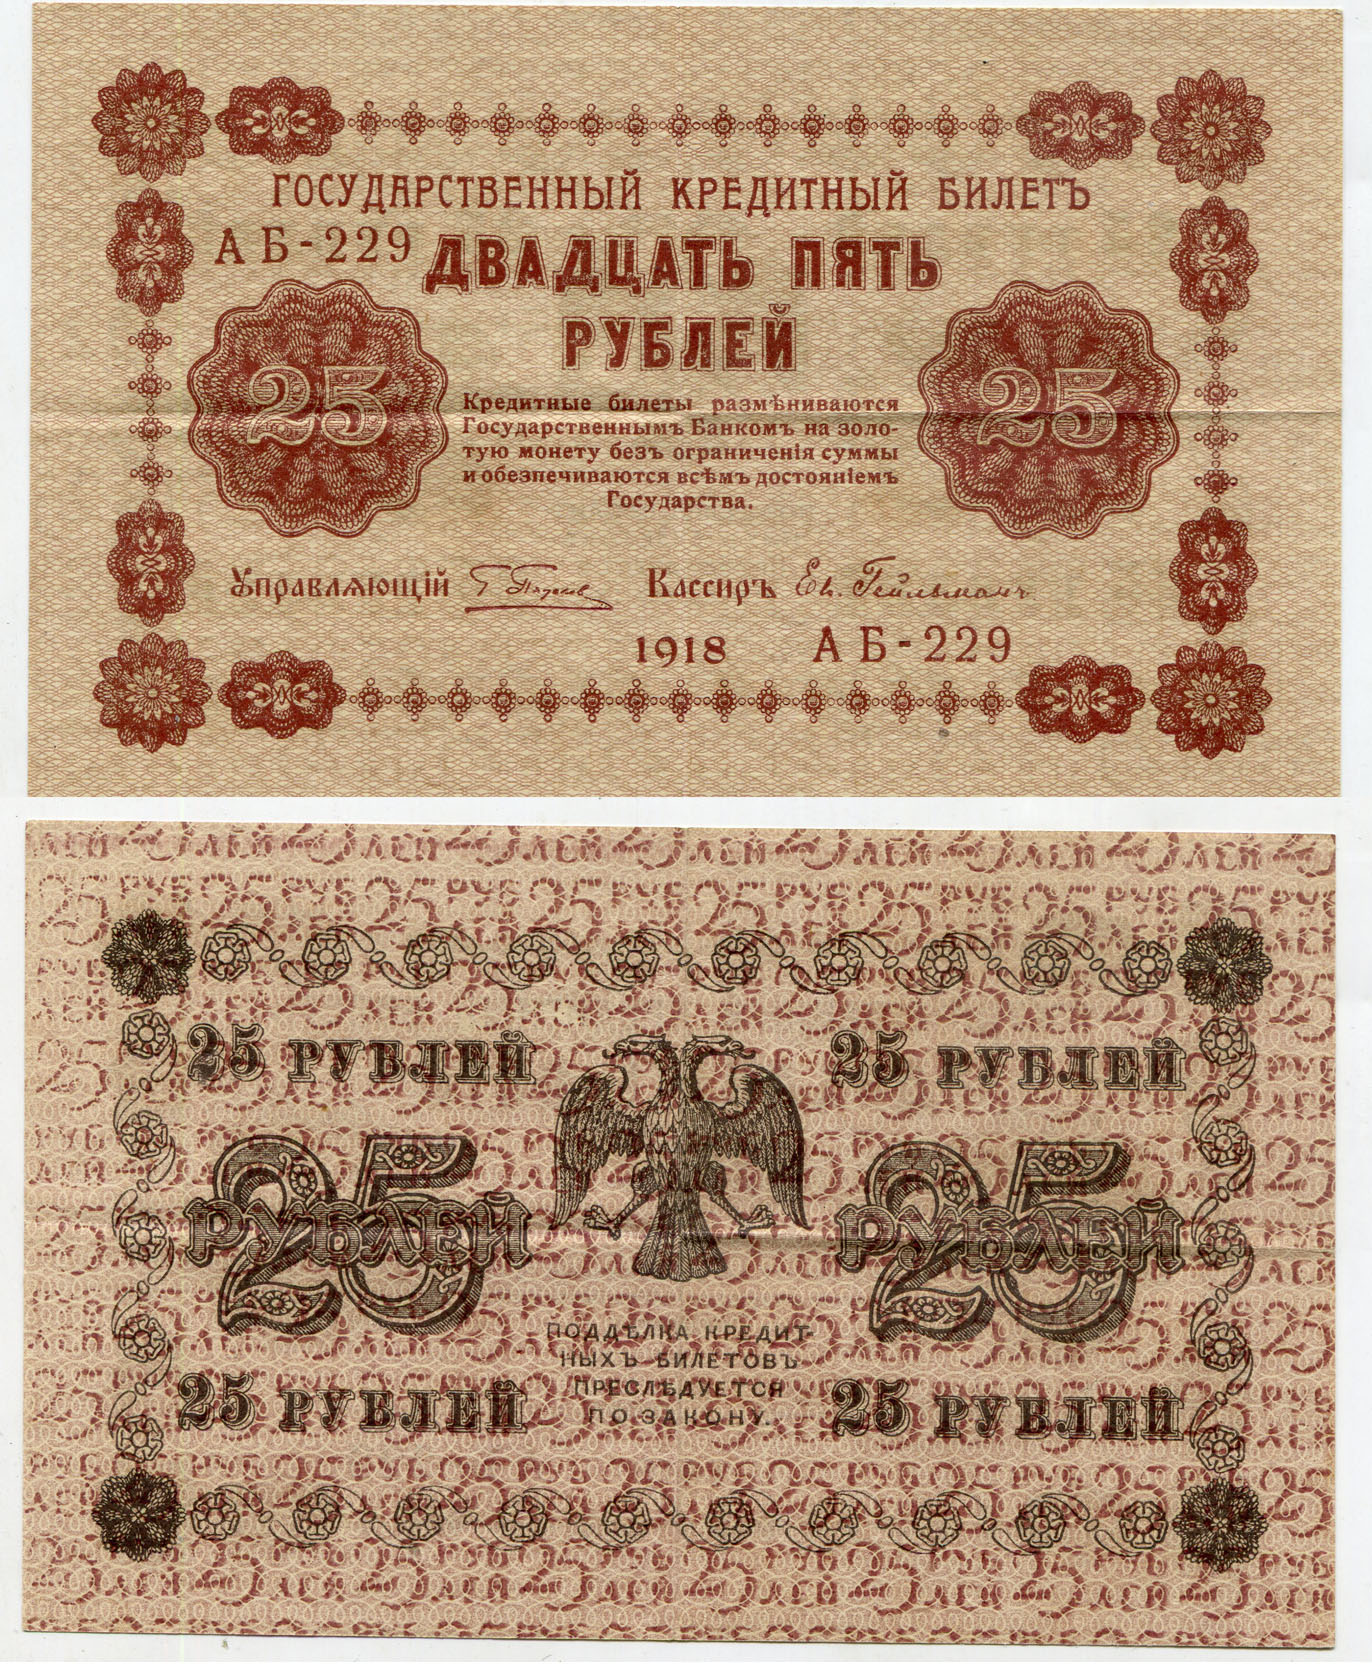 ГОСУДАРСТВЕННЫЙ КРЕДИТНЫЙ БИЛЕТЪ
АБ-229
ДВАДЦАТЬ ПЯТЬ
РУБЛЕЙ
25
25
Кредитные билеты размѣниваются
Государственнымъ Банкомъ на золо-
тую монету безъ ограниченія суммы
и обезпечиваются всѣмъ достояніемъ
Государства.
Управляющій
Кассиръ Ев. Гейльманъ
1918 АБ-229
25 РУБЛЕЙ
25 РУБЛЕЙ
25 РУБЛЕЙ
25 РУБЛЕЙ
ПОДДѢЛКА КРЕДИТ-
НЫХЪ БИЛЕТОВЪ
ПРЕСЛѢДУЕТСЯ
ПО ЗАКОНУ.
25 РУБЛЕЙ
25 РУБЛЕЙ